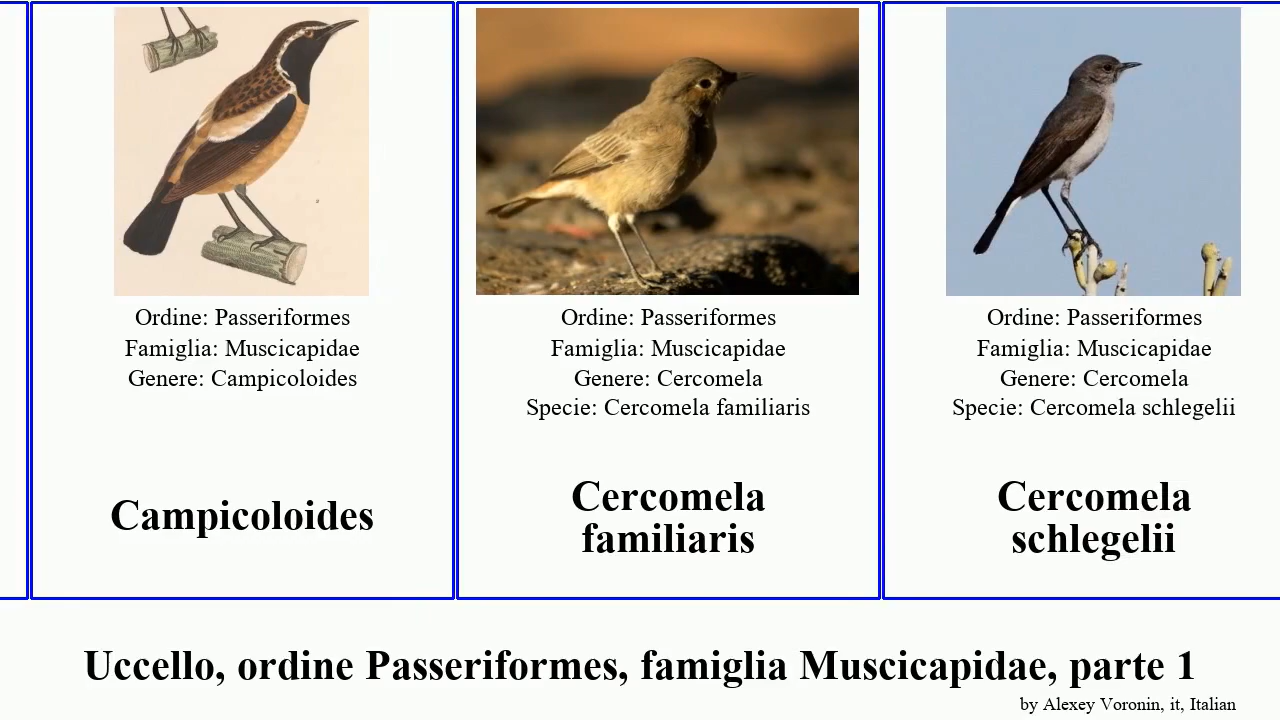 Ordine: Passeriformes
Famiglia: Muscicapidae
Genere: Campicoloides
Campicoloides
Ordine: Passeriformes
Famiglia: Muscicapidae
Genere: Cercomela
Specie: Cercomela familiaris
Cercomela
familiaris
Ordine: Passeriformes
Famiglia: Muscicapidae
Genere: Cercomela
Specie: Cercomela schlegelii
Cercomela
schlegelii
Uccello, ordine Passeriformes, famiglia Muscicapidae, parte 1
by Alexey Voronin, it, Italian